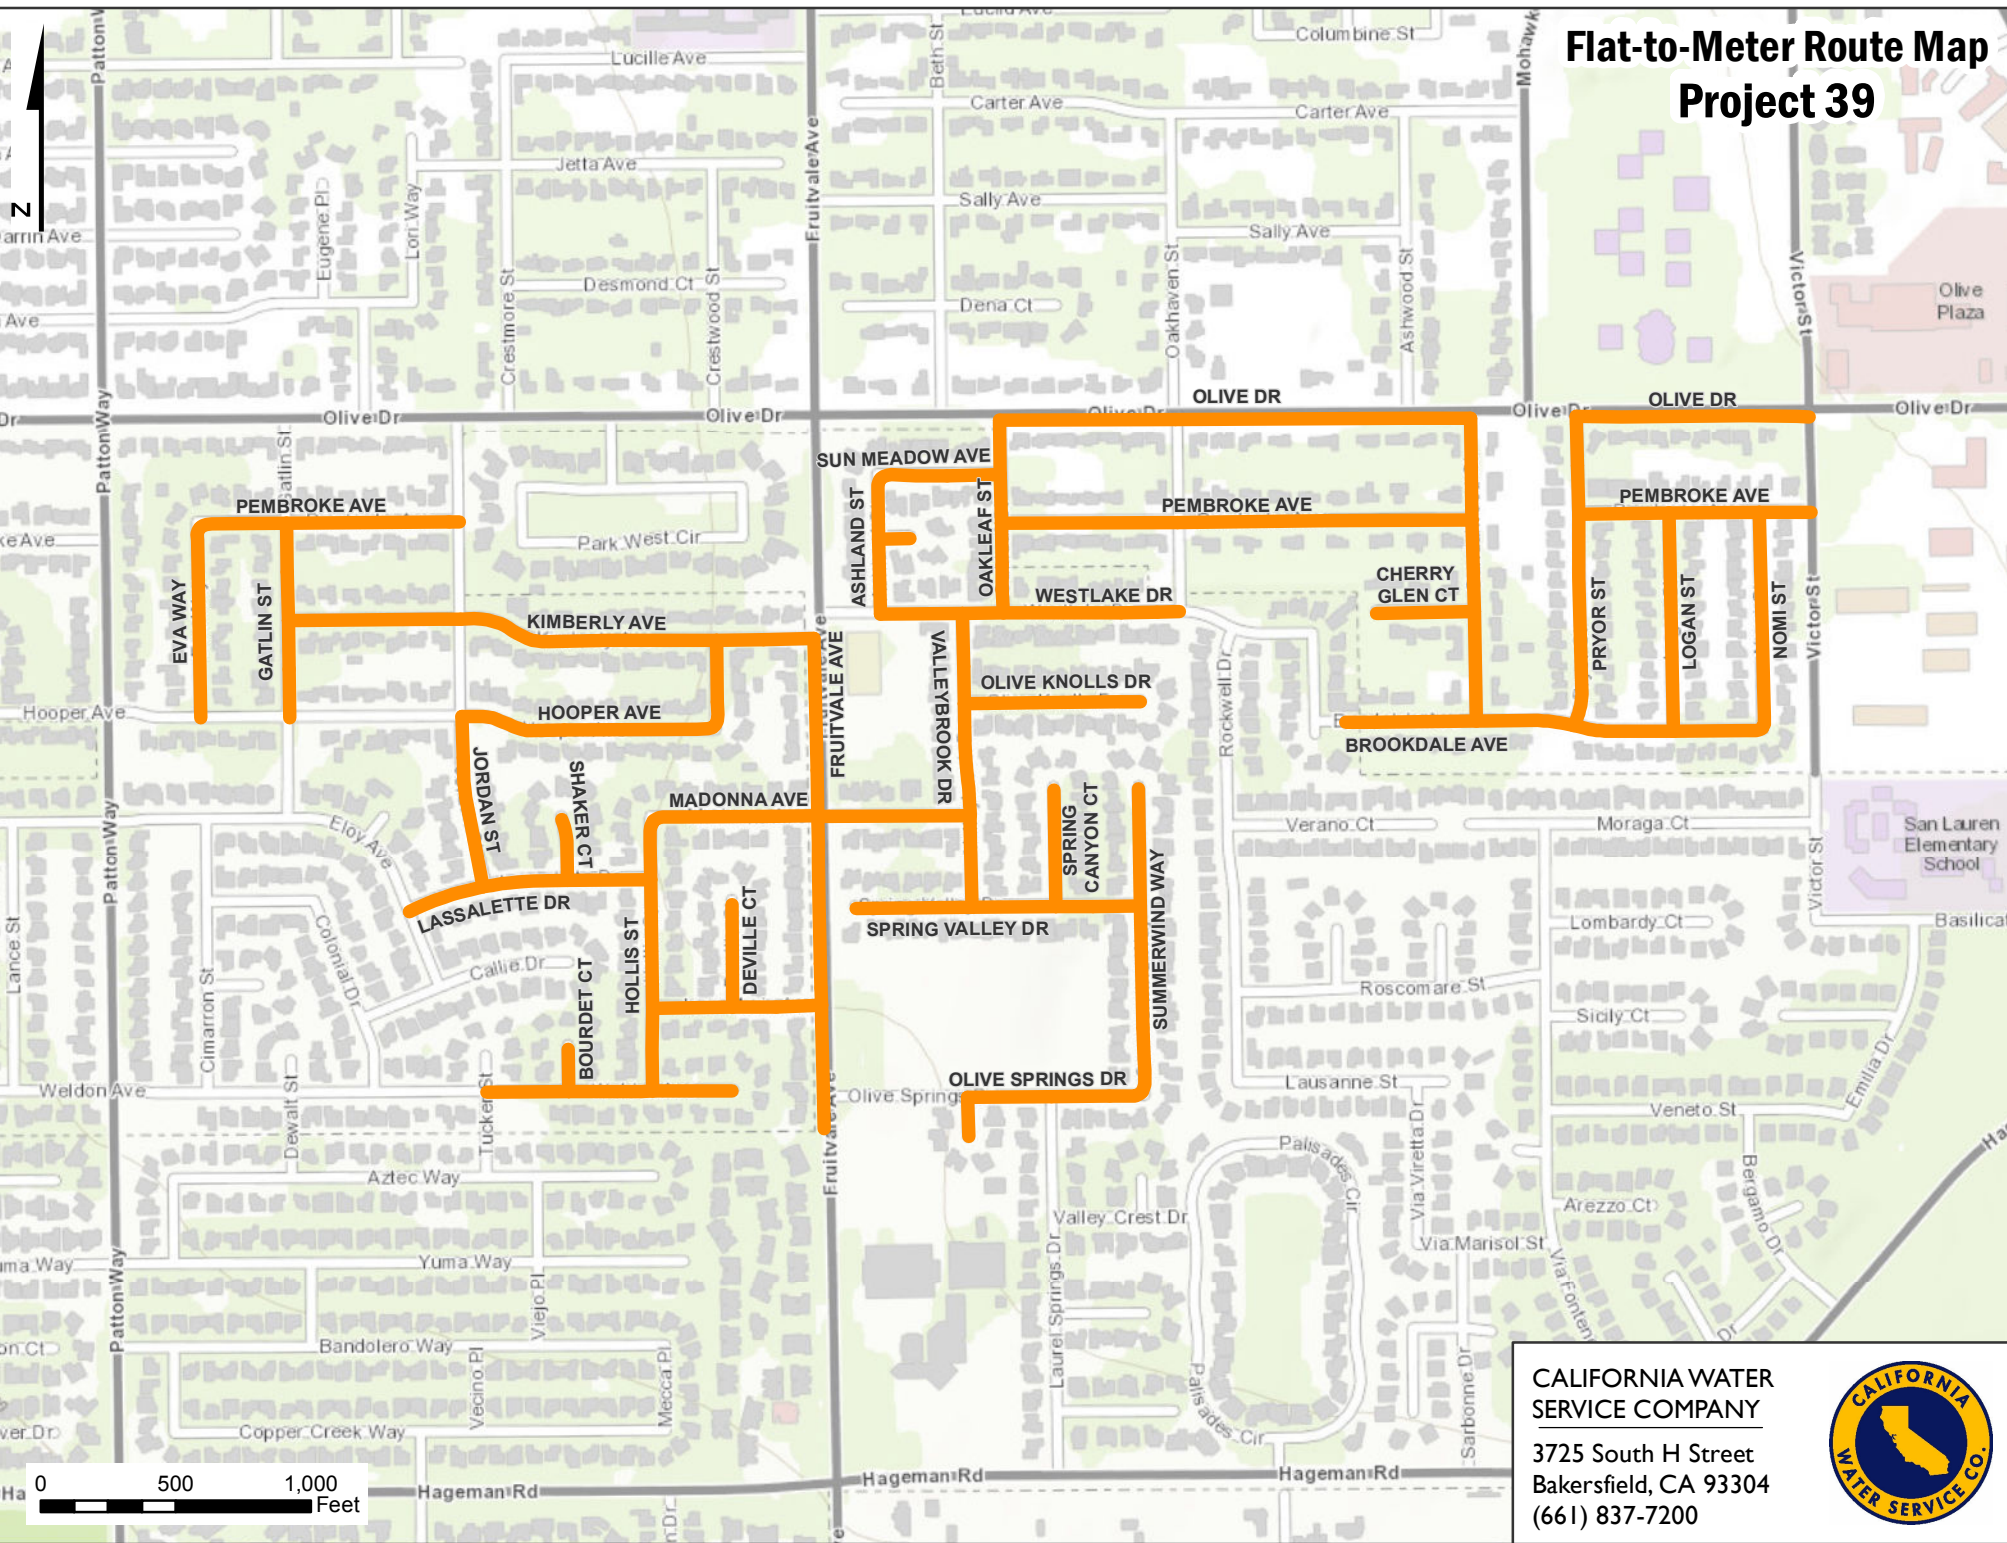 Flat-to-Meter Route Map
Project 39
N
Lucille Ave
Columbine St
Beth St
Carter Ave
Carter Ave
Jetta Ave
Sally Ave
Sally Ave
Eugene Pl
Lori Way
Desmond Ct
Dena Ct
Crestmore St
Crestwood St
Fruitvale Ave
Oakhaven St
Ashwood St
Victor St
Olive
Plaza
Patton Way
Olive Dr
Olive Dr
Olive Dr
OLIVE DR
OLIVE DR
Olive Dr
SUN MEADOW AVE
PEMBROKE AVE
PEMBROKE AVE
PEMBROKE AVE
Park West Cir
ASHLAND ST
OAKLEAF ST
WESTLAKE DR
CHERRY
GLEN CT
EVA WAY
GATLIN ST
KIMBERLY AVE
FRUITVALE AVE
VALLEYBROOK DR
OLIVE KNOLLS DR
PRYOR ST
LOGAN ST
NOMI ST
Victor St
Rockwell Dr
Hooper Ave
HOOPER AVE
BROOKDALE AVE
JORDAN ST
SHAKER CT
MADONNA AVE
SPRING
CANYON CT
SUMMERWIND WAY
Patton Way
Eloy Ave
Verano Ct
Moraga Ct
San Lauren
Elementary
School
Victor St
LASSALETTE DR
HOLLIS ST
DEVILLE CT
SPRING VALLEY DR
Lombardy Ct
Lance St
Colonial Dr
Callie Dr
Cimarron St
BOURDET CT
Roscomare St
Sicily Ct
Emilia Dr
Weldon Ave
Dewalt St
Tucker St
OLIVE SPRINGS DR
Lausanne St
Veneto St
Aztec Way
Fruitvale Ave
Palisades Cir
Via Viretta Dr
Bergamo Dr
Arezzo Ct
Valley Crest Dr
Via Marisol St
Yuma Way
Viejo Pl
Laurel Springs Dr
Patton Way
Bandolero Way
Vecino Pl
Mecca Pl
Palisades Cir
Sarbonne Dr
Copper Creek Way
Hageman Rd
Hageman Rd
Hageman Rd
0 500 1,000
Feet
CALIFORNIA WATER
SERVICE COMPANY
3725 South H Street
Bakersfield, CA 93304
(661) 837-7200
CALIFORNIA
WATER SERVICE CO.